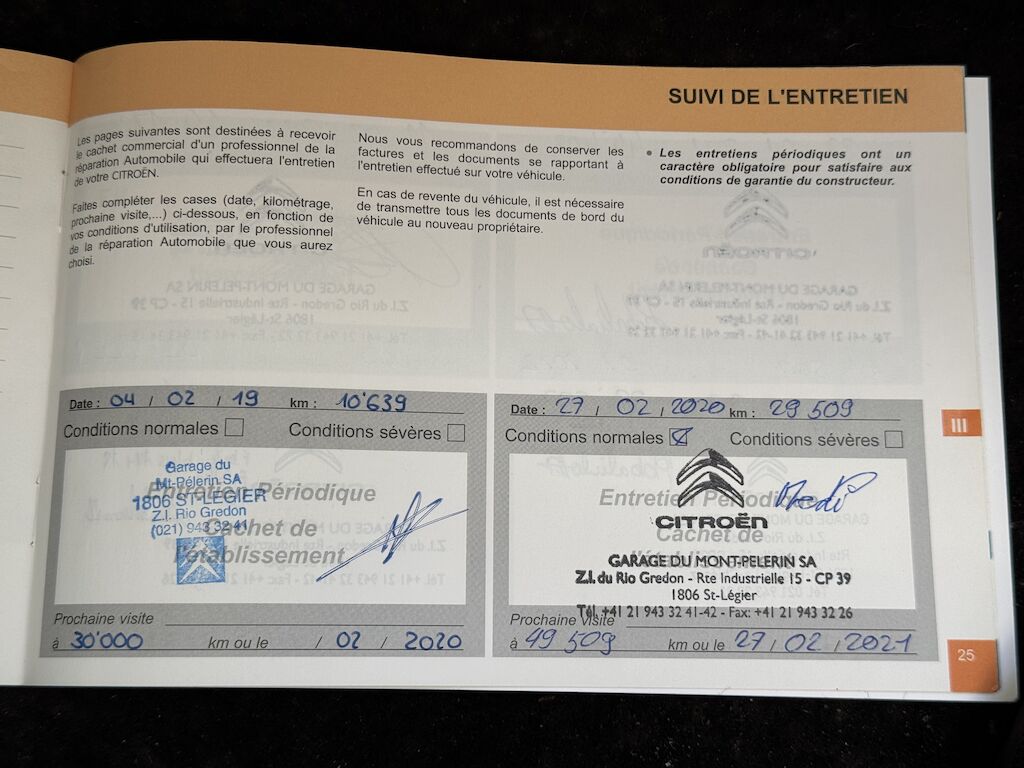 SUIVI DE L'ENTRETIEN
Les pages suivantes sont destinées à recevoir
le cachet commercial d'un professionnel de la
réparation Automobile qui effectuera l'entretien
de votre CITROËN.
Faites compléter les cases (date, kilométrage,
prochaine visite,...) ci-dessous, en fonction de
vos conditions d'utilisation, par le professionnel
de la réparation Automobile que vous aurez
choisi.
Nous vous recommandons de conserver les
factures et les documents se rapportant à
l'entretien effectué sur votre véhicule.
En cas de revente du véhicule, il est nécessaire
de transmettre tous les documents de bord du
véhicule au nouveau propriétaire.
• Les entretiens périodiques ont un
caractère obligatoire pour satisfaire aux
conditions de garantie du constructeur.
Date : 04 / 02 / 19 km : 10'639
Conditions normales Conditions sévères
Entretien Périodique
Cachet de
l'établissement
Garage du
Mt-Pélerin SA
1806 ST-LÉGIER
Z.I. Rio Gredon
(021) 943 32 41
Prochaine visite
à 30'000 km ou le / 02 / 2020
Date : 27 / 02 / 2020 km : 29 509
Conditions normales Conditions sévères
Entretien Périodique
Cachet de
CITROËN
GARAGE DU MONT-PELERIN SA
Z.I. du Rio Gredon - Rte Industrielle 15 - CP 39
1806 St-Légier
Tél. +41 21 943 32 41-42 - Fax: +41 21 943 32 26
Prochaine visite
à 49 509 km ou le 27 / 02 / 2021
III
25